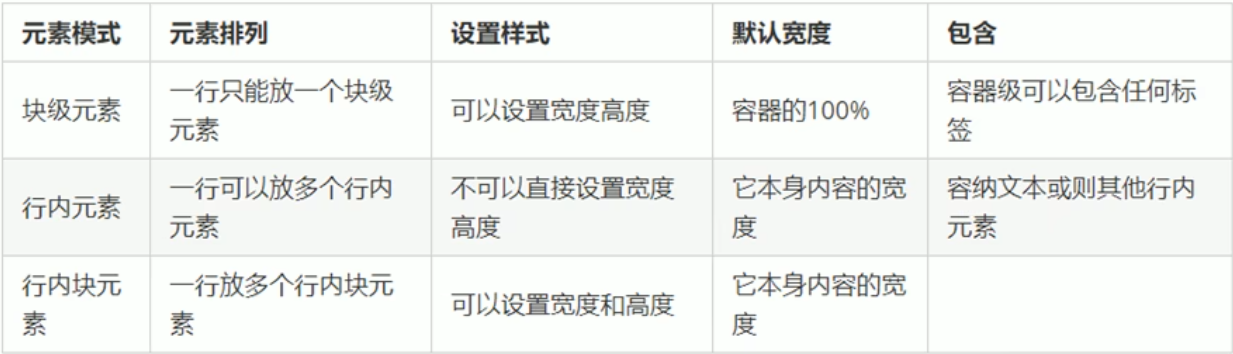 元素模式 元素排列 设置样式 默认宽度 包含
块级元素 一行只能放一个块级元素 可以设置宽度高度 容器的100% 容器级可以包含任何标签
行内元素 一行可以放多个行内元素 不可以直接设置宽度高度 它本身内容的宽度 容纳文本或则其他行内元素
行内块元素 一行放多个行内块元素 可以设置宽度和高度 它本身内容的宽度